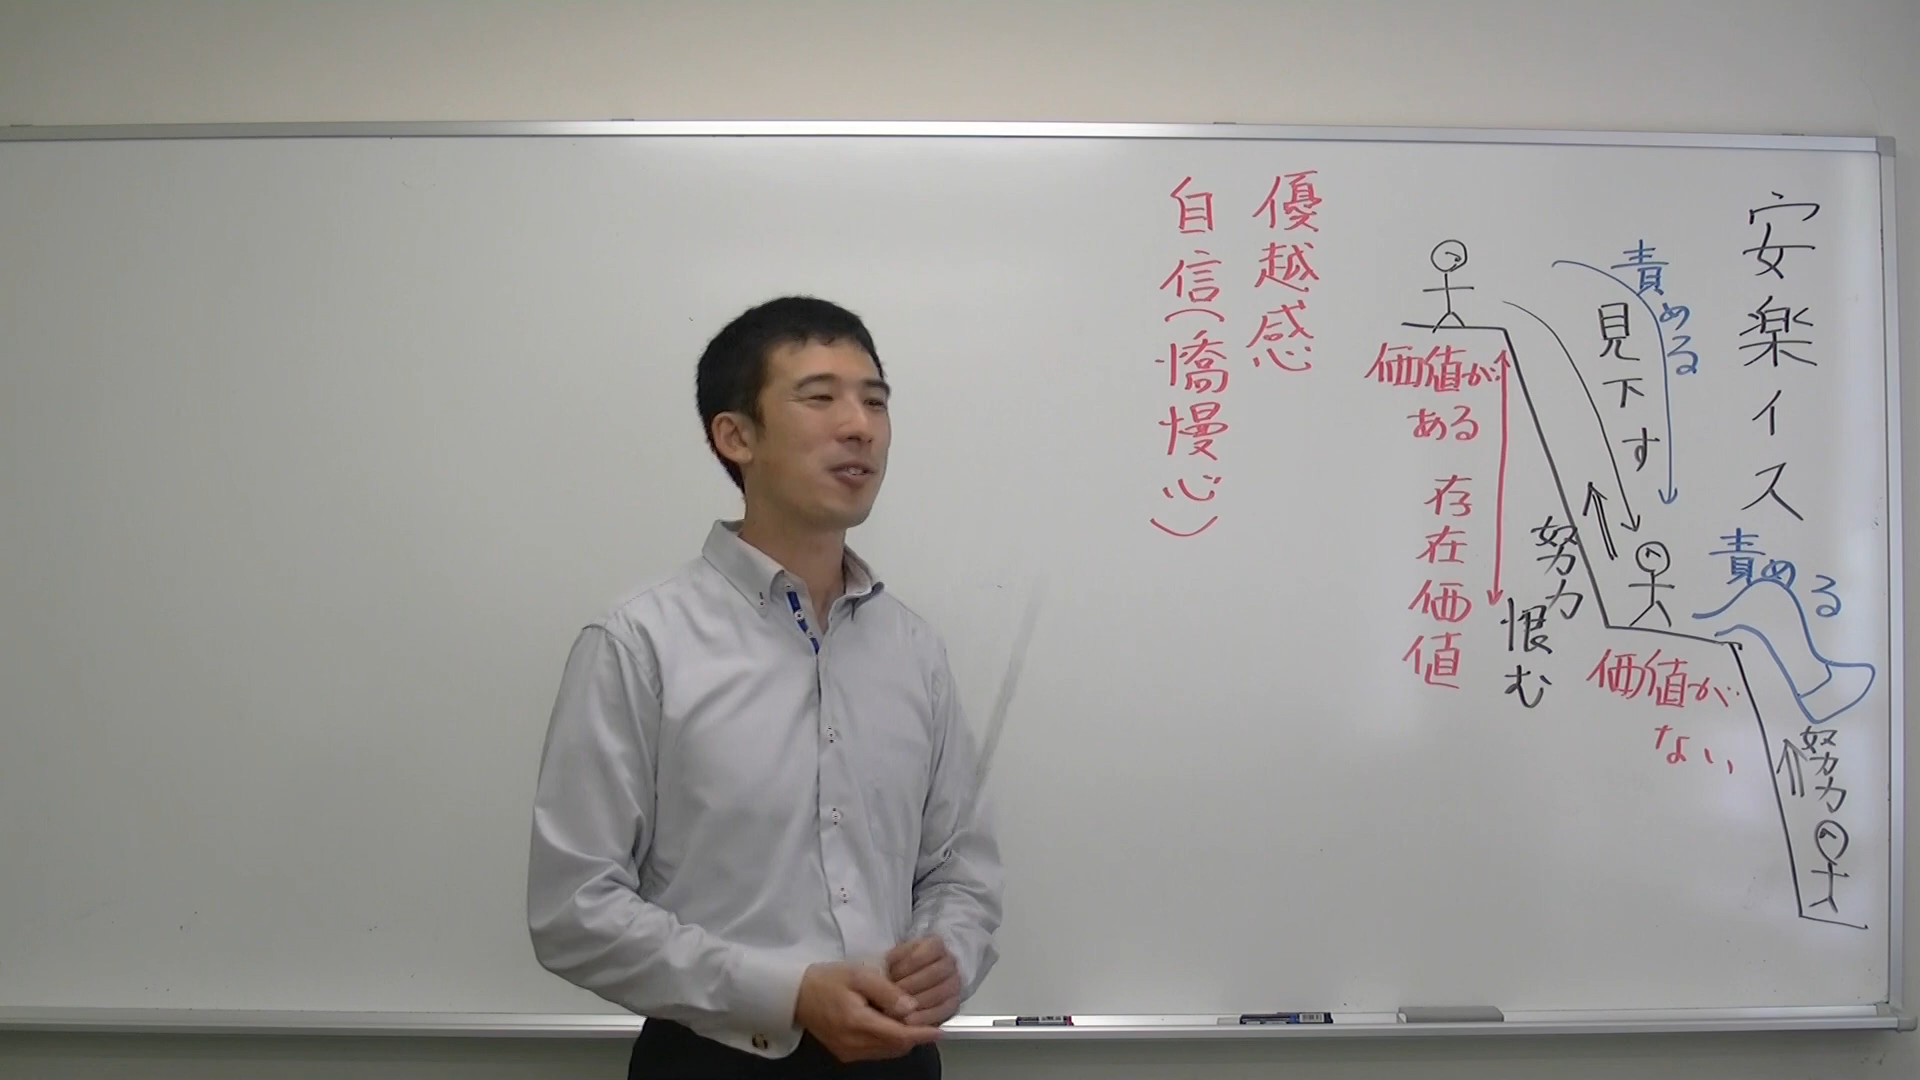 安楽イス
責める
見下す
価値が
ある
存在価値
努力
恨む
責める
価値が
ない
努力
優越感
自信(憍慢心)